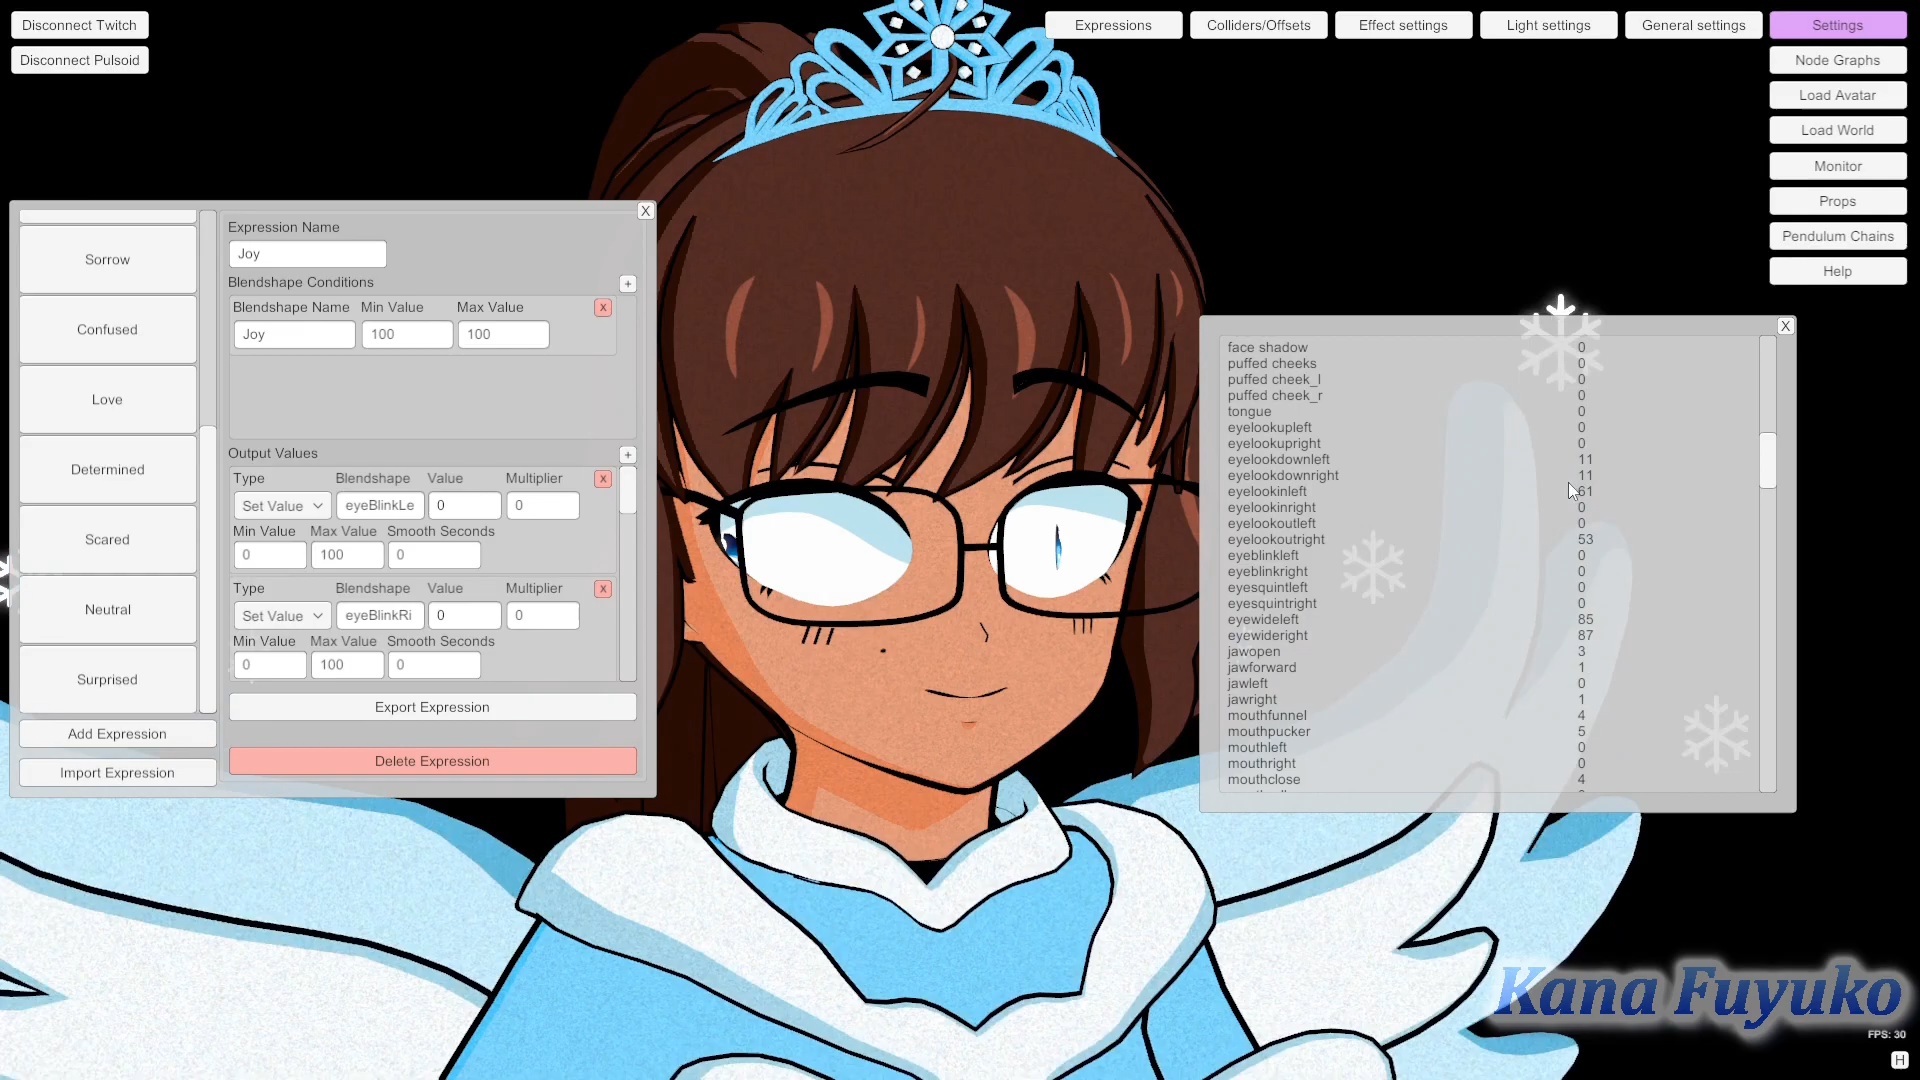 Disconnect Twitch
Disconnect Pulsoid
Expressions
Colliders/Offsets
Effect settings
Light settings
General settings
Settings
Node Graphs
Load Avatar
Load World
Monitor
Props
Pendulum Chains
Help
X
Sorrow
Confused
Love
Determined
Scared
Neutral
Surprised
Add Expression
Import Expression
Expression Name
Joy
Blendshape Conditions
+
Blendshape Name Min Value Max Value
x
Joy 100 100
Output Values
+
Type Blendshape Value Multiplier
x
Set Value eyeBlinkLe 0 0
Min Value Max Value Smooth Seconds
0 100 0
Type Blendshape Value Multiplier
x
Set Value eyeBlinkRi 0 0
Min Value Max Value Smooth Seconds
0 100 0
Export Expression
Delete Expression
X
face shadow 0
puffed cheeks 0
puffed cheek_l 0
puffed cheek_r 0
tongue 0
eyelookupleft 0
eyelookupright 0
eyelookdownleft 11
eyelookdownright 11
eyelookinleft 61
eyelookinright 0
eyelookoutleft 0
eyelookoutright 53
eyeblinkleft 0
eyeblinkright 0
eyesquintleft 0
eyesquintright 0
eyewideleft 85
eyewideright 87
jawopen 3
jawforward 1
jawleft 0
jawright 1
mouthfunnel 4
mouthpucker 5
mouthleft 0
mouthright 0
mouthclose 4
Kana Fuyuko
FPS: 30
H